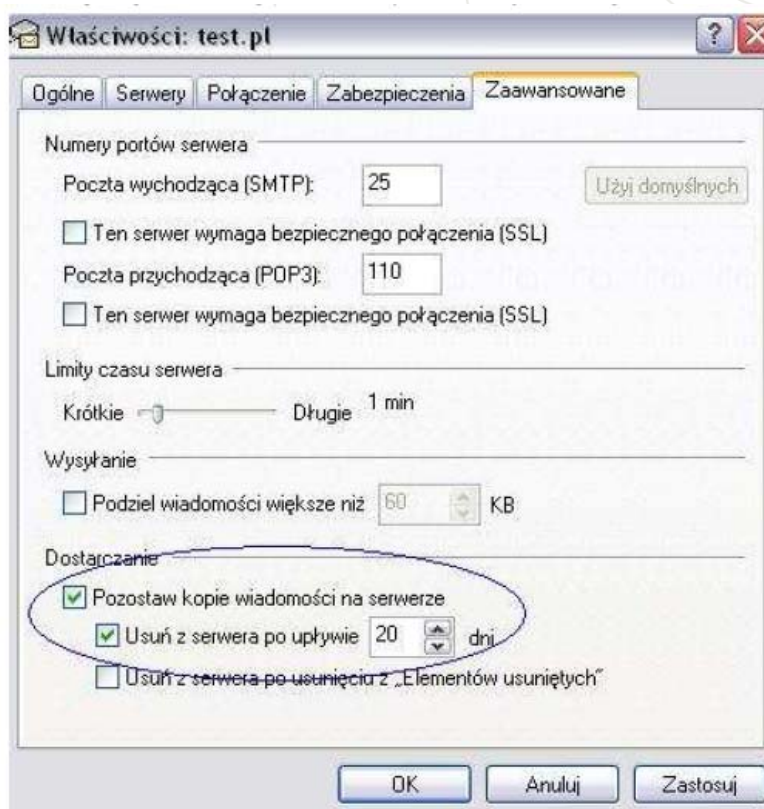 Właściwości: test.pl
Ogólne Serwery Połączenie Zabezpieczenia Zaawansowane
Numery portów serwera
Poczta wychodząca (SMTP): 25 Użyj domyślnych
Ten serwer wymaga bezpiecznego połączenia (SSL)
Poczta przychodząca (POP3): 110
Ten serwer wymaga bezpiecznego połączenia (SSL)
Limity czasu serwera
Krótkie Długie 1 min
Wysyłanie
Podziel wiadomości większe niż 60 KB
Dostarczanie
Pozostaw kopie wiadomości na serwerze
Usuń z serwera po upływie 20 dni
Usuń z serwera po usunięciu z „Elementów usuniętych"
OK Anuluj Zastosuj